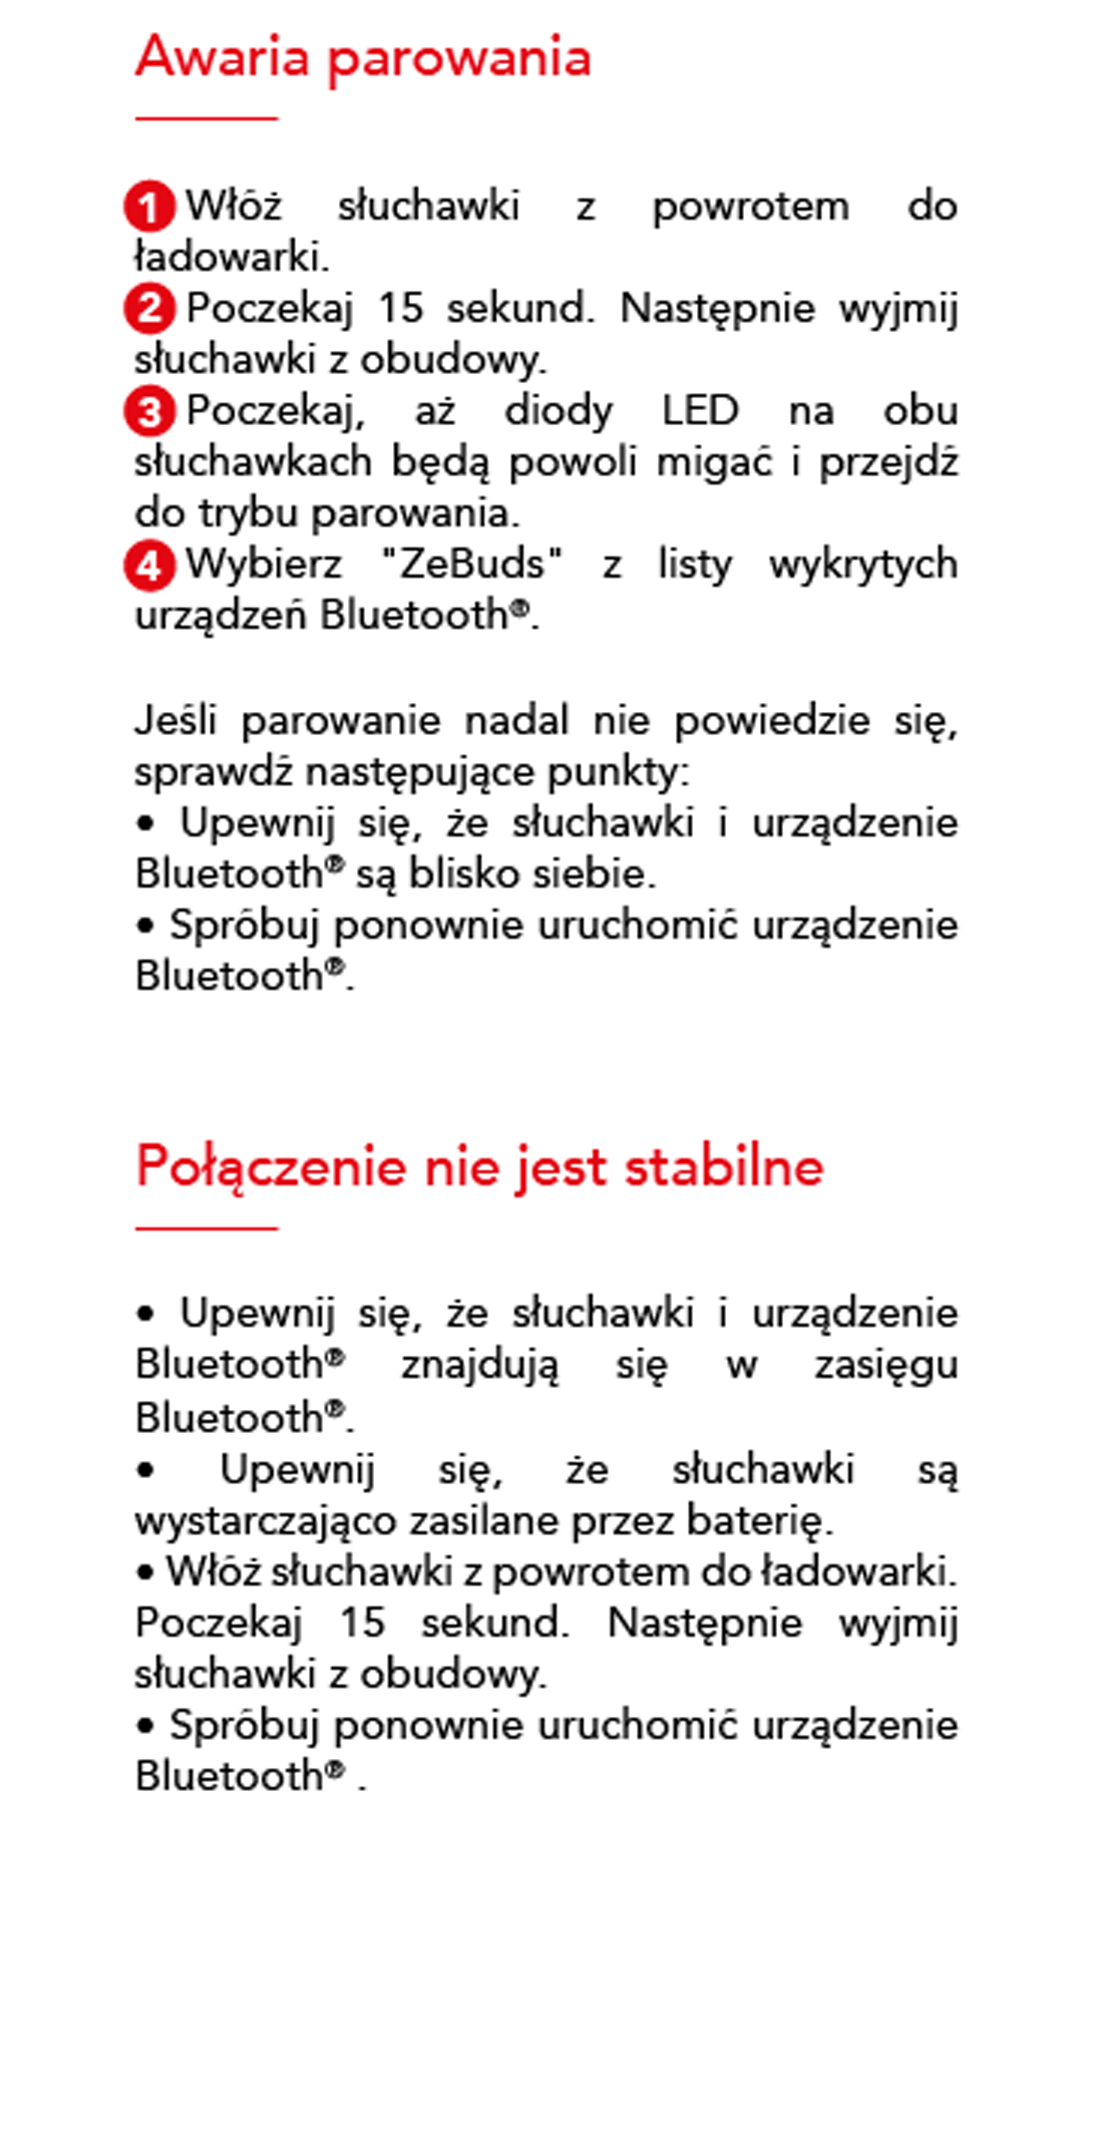 Awaria parowania
1 Włóż słuchawki z powrotem do
ładowarki.
2 Poczekaj 15 sekund. Następnie wyjmij
słuchawki z obudowy.
3 Poczekaj, aż diody LED na obu
słuchawkach będą powoli migać i przejdź
do trybu parowania.
4 Wybierz "ZeBuds" z listy wykrytych
urządzeń Bluetooth®.
Jeśli parowanie nadal nie powiedzie się,
sprawdź następujące punkty:
• Upewnij się, że słuchawki i urządzenie
Bluetooth® są blisko siebie.
• Spróbuj ponownie uruchomić urządzenie
Bluetooth®.
Połączenie nie jest stabilne
• Upewnij się, że słuchawki i urządzenie
Bluetooth® znajdują się w zasięgu
Bluetooth®.
• Upewnij się, że słuchawki są
wystarczająco zasilane przez baterię.
• Włóż słuchawki z powrotem do ładowarki.
Poczekaj 15 sekund. Następnie wyjmij
słuchawki z obudowy.
• Spróbuj ponownie uruchomić urządzenie
Bluetooth® .